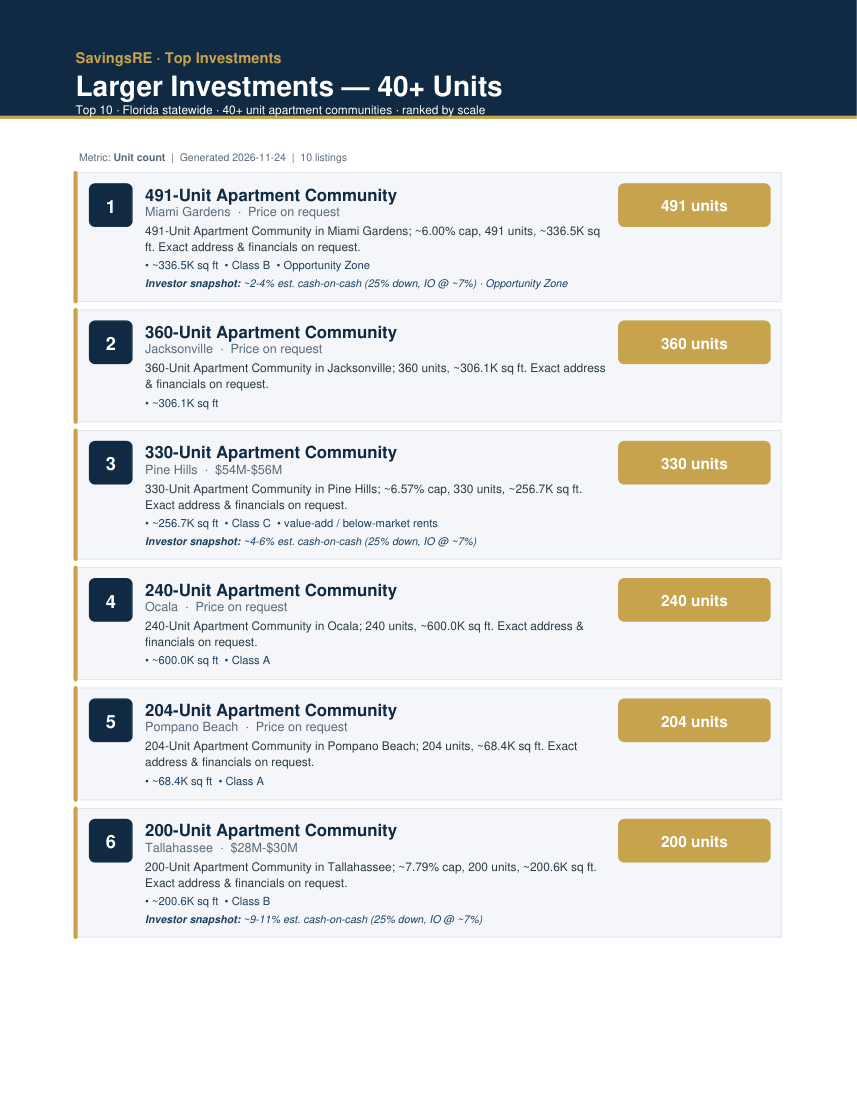 SavingsRE · Top Investments
Larger Investments — 40+ Units
Top 10 · Florida statewide · 40+ unit apartment communities · ranked by scale
Metric: Unit count | Generated 2026-11-24 | 10 listings
1
491-Unit Apartment Community
491 units
Miami Gardens · Price on request
491-Unit Apartment Community in Miami Gardens; ~6.00% cap, 491 units, ~336.5K sq
ft. Exact address & financials on request.
• ~336.5K sq ft • Class B • Opportunity Zone
Investor snapshot: ~2-4% est. cash-on-cash (25% down, IO @ ~7%) · Opportunity Zone
2
360-Unit Apartment Community
360 units
Jacksonville · Price on request
360-Unit Apartment Community in Jacksonville; 360 units, ~306.1K sq ft. Exact address
& financials on request.
• ~306.1K sq ft
3
330-Unit Apartment Community
330 units
Pine Hills · $54M-$56M
330-Unit Apartment Community in Pine Hills; ~6.57% cap, 330 units, ~256.7K sq ft.
Exact address & financials on request.
• ~256.7K sq ft • Class C • value-add / below-market rents
Investor snapshot: ~4-6% est. cash-on-cash (25% down, IO @ ~7%)
4
240-Unit Apartment Community
240 units
Ocala · Price on request
240-Unit Apartment Community in Ocala; 240 units, ~600.0K sq ft. Exact address &
financials on request.
• ~600.0K sq ft • Class A
5
204-Unit Apartment Community
204 units
Pompano Beach · Price on request
204-Unit Apartment Community in Pompano Beach; 204 units, ~68.4K sq ft. Exact
address & financials on request.
• ~68.4K sq ft • Class A
6
200-Unit Apartment Community
200 units
Tallahassee · $28M-$30M
200-Unit Apartment Community in Tallahassee; ~7.79% cap, 200 units, ~200.6K sq ft.
Exact address & financials on request.
• ~200.6K sq ft • Class B
Investor snapshot: ~9-11% est. cash-on-cash (25% down, IO @ ~7%)